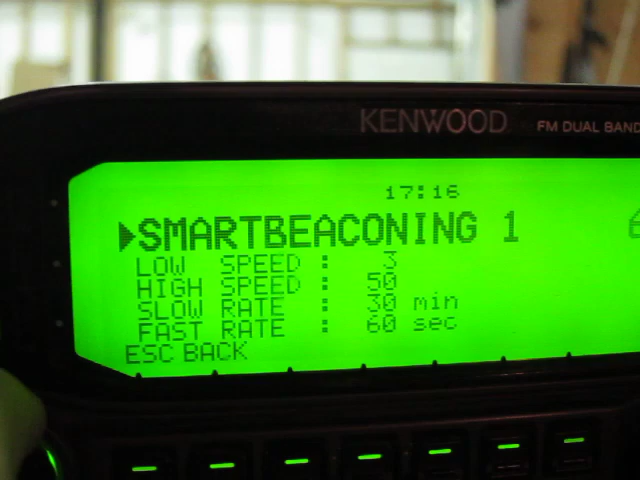 KENWOOD FM DUAL BAND
17:16
▶SMARTBEACONING 1
LOW SPEED : 3
HIGH SPEED : 50
SLOW RATE : 30 min
FAST RATE : 60 sec
ESC BACK